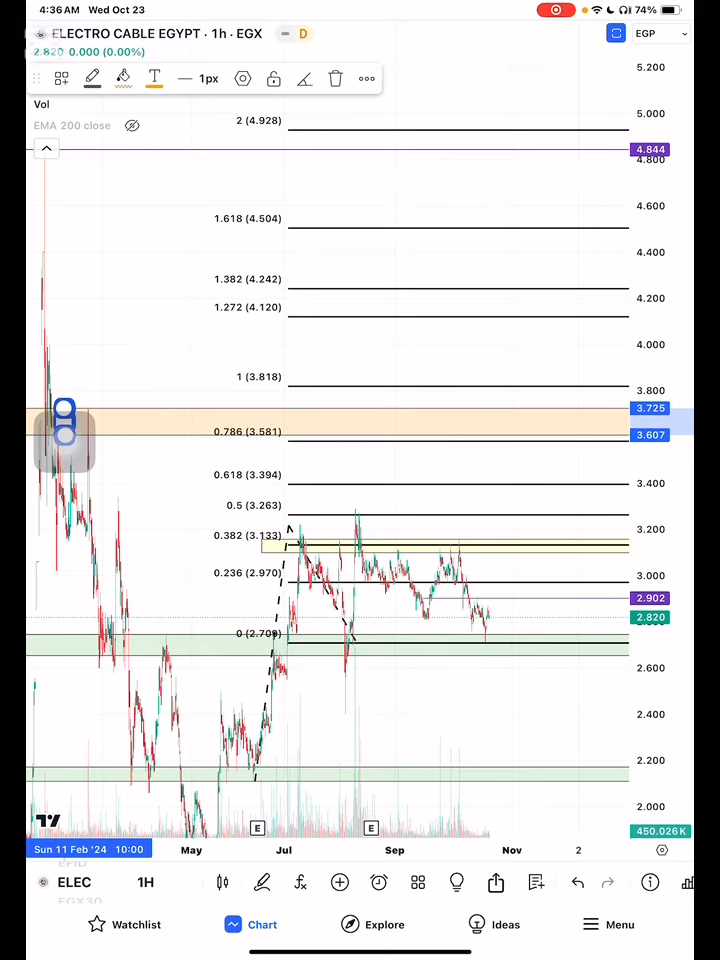 4:36 AM Wed Oct 23
74%
ELECTRO CABLE EGYPT · 1h · EGX
D
EGP
2.820 0.000 (0.00%)
T
1px
Vol
EMA 200 close
5.200
5.000
4.844
4.800
4.600
4.400
4.200
4.000
3.800
3.725
3.607
3.400
3.200
3.000
2.902
2.820
2.600
2.400
2.200
2.000
450.026K
2 (4.928)
1.618 (4.504)
1.382 (4.242)
1.272 (4.120)
1 (3.818)
0.786 (3.581)
0.618 (3.394)
0.5 (3.263)
0.382 (3.133)
0.236 (2.970)
0 (2.709)
E
E
Sun 11 Feb '24 10:00
May
Jul
Sep
Nov
2
ELEC
1H
EGX30
Watchlist
Chart
Explore
Ideas
Menu